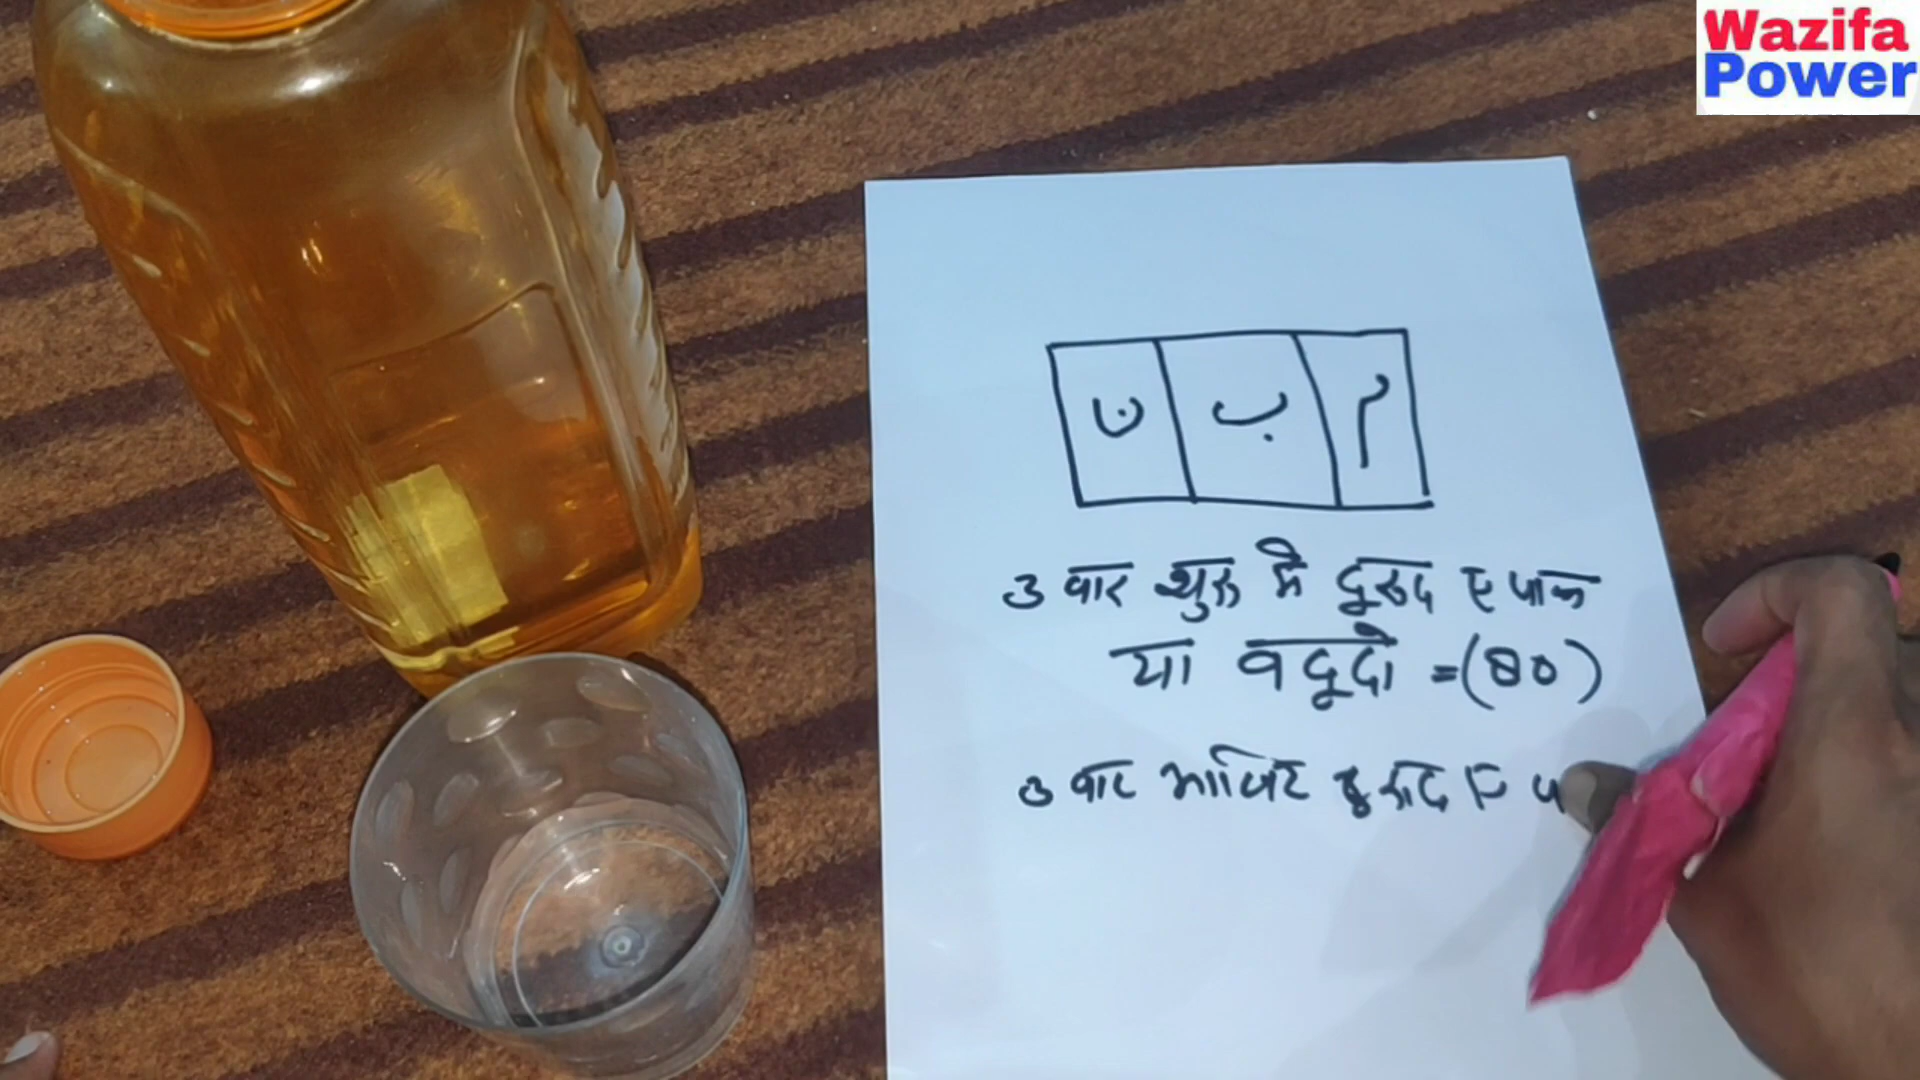 Wazifa
Power
م ب ن
3 बार शुरू मे दुरूद ए पाक
या वदूदो =(80)
3 बार आखिर दुरूद ए